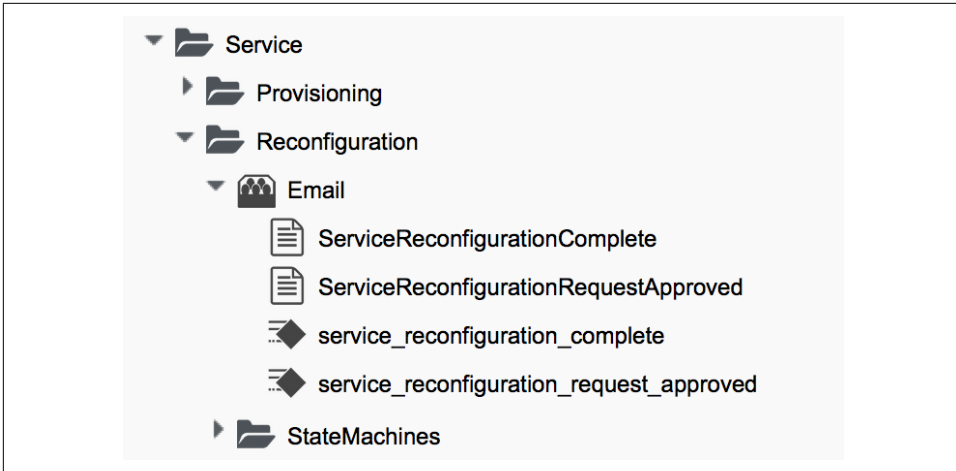 Service
Provisioning
Reconfiguration
Email
ServiceReconfigurationComplete
ServiceReconfigurationRequestApproved
service_reconfiguration_complete
service_reconfiguration_request_approved
StateMachines